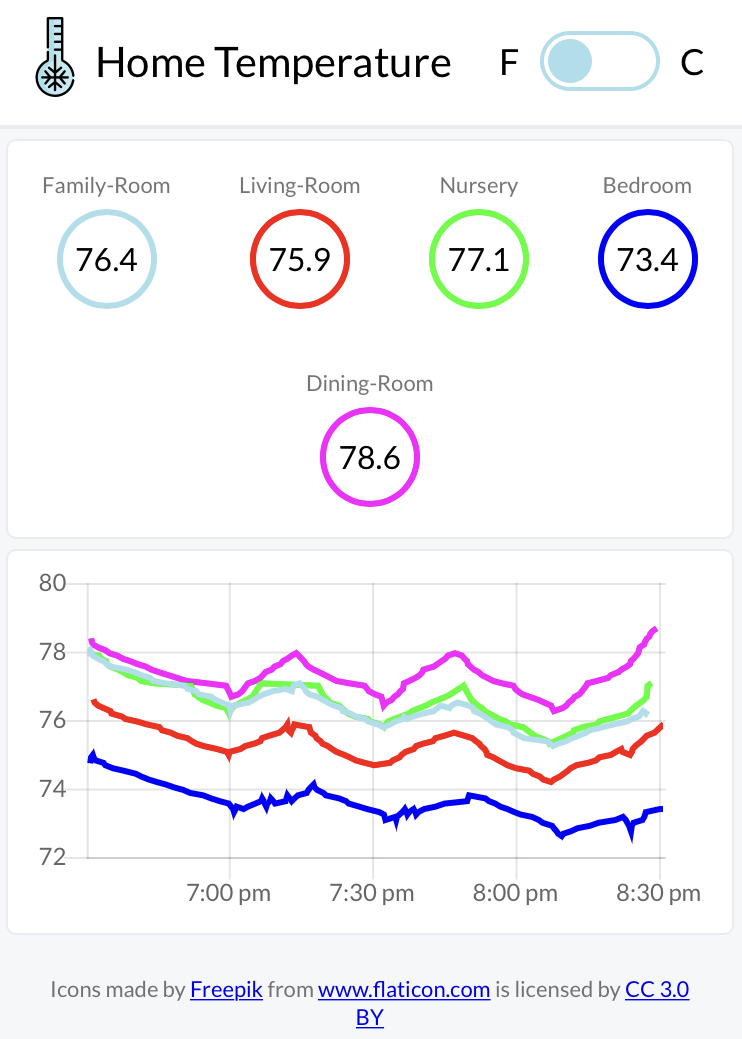 Home Temperature F C
Family-Room Living-Room Nursery Bedroom
76.4 75.9 77.1 73.4
Dining-Room
78.6
80
78
76
74
72
7:00 pm 7:30 pm 8:00 pm 8:30 pm
Icons made by Freepik from www.flaticon.com is licensed by CC 3.0
BY